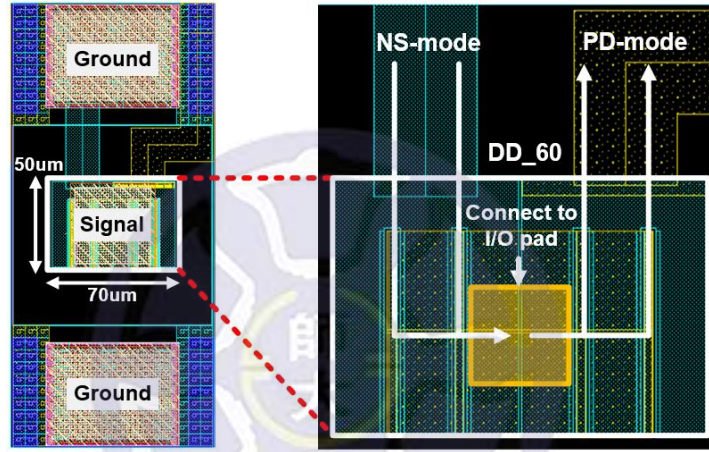 Ground
50um
Signal
70um
Ground
NS-mode
PD-mode
DD_60
Connect to
I/O pad